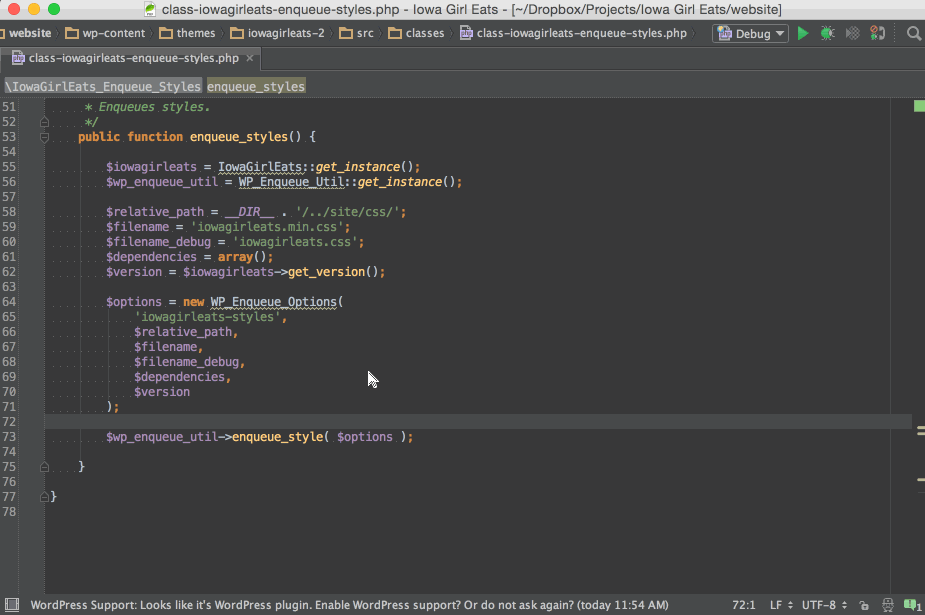 class-iowagirleats-enqueue-styles.php - Iowa Girl Eats - [~/Dropbox/Projects/Iowa Girl Eats/website]
website wp-content themes iowagirleats-2 src classes class-iowagirleats-enqueue-styles.php Debug
class-iowagirleats-enqueue-styles.php ×
\IowaGirlEats_Enqueue_Styles enqueue_styles
51 * Enqueues styles.
52 */
53 public function enqueue_styles() {
54
55 $iowagirleats = IowaGirlEats::get_instance();
56 $wp_enqueue_util = WP_Enqueue_Util::get_instance();
57
58 $relative_path = __DIR__ . '/../site/css/';
59 $filename = 'iowagirleats.min.css';
60 $filename_debug = 'iowagirleats.css';
61 $dependencies = array();
62 $version = $iowagirleats->get_version();
63
64 $options = new WP_Enqueue_Options(
65 'iowagirleats-styles',
66 $relative_path,
67 $filename,
68 $filename_debug,
69 $dependencies,
70 $version
71 );
72
73 $wp_enqueue_util->enqueue_style( $options );
74
75 }
76
77 }
78
WordPress Support: Looks like it's WordPress plugin. Enable WordPress support? Or do not ask again? (today 11:54 AM) 72:1 LF UTF-8 1